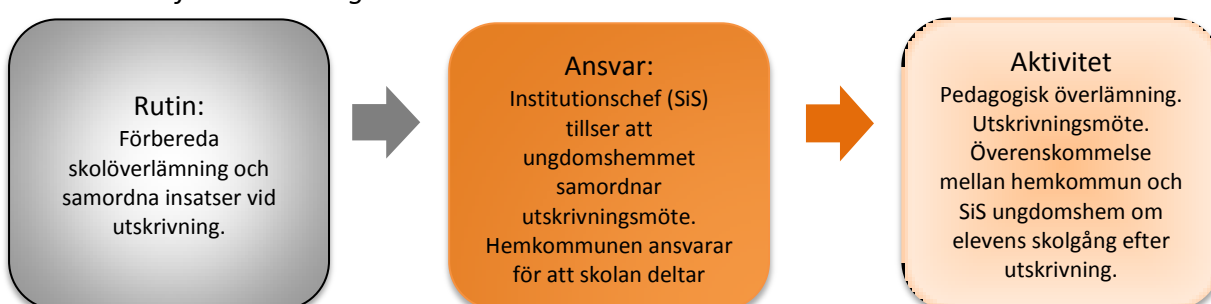 Rutin:
Förbereda
skolöverlämning och
samordna insatser vid
utskrivning.
Ansvar:
Institutionschef (SiS)
tillser att
ungdomshemmet
samordnar
utskrivningsmöte.
Hemkommunen ansvarar
för att skolan deltar
Aktivitet
Pedagogisk överlämning.
Utskrivningsmöte.
Överenskommelse
mellan hemkommun och
SiS ungdomshem om
elevens skolgång efter
utskrivning.